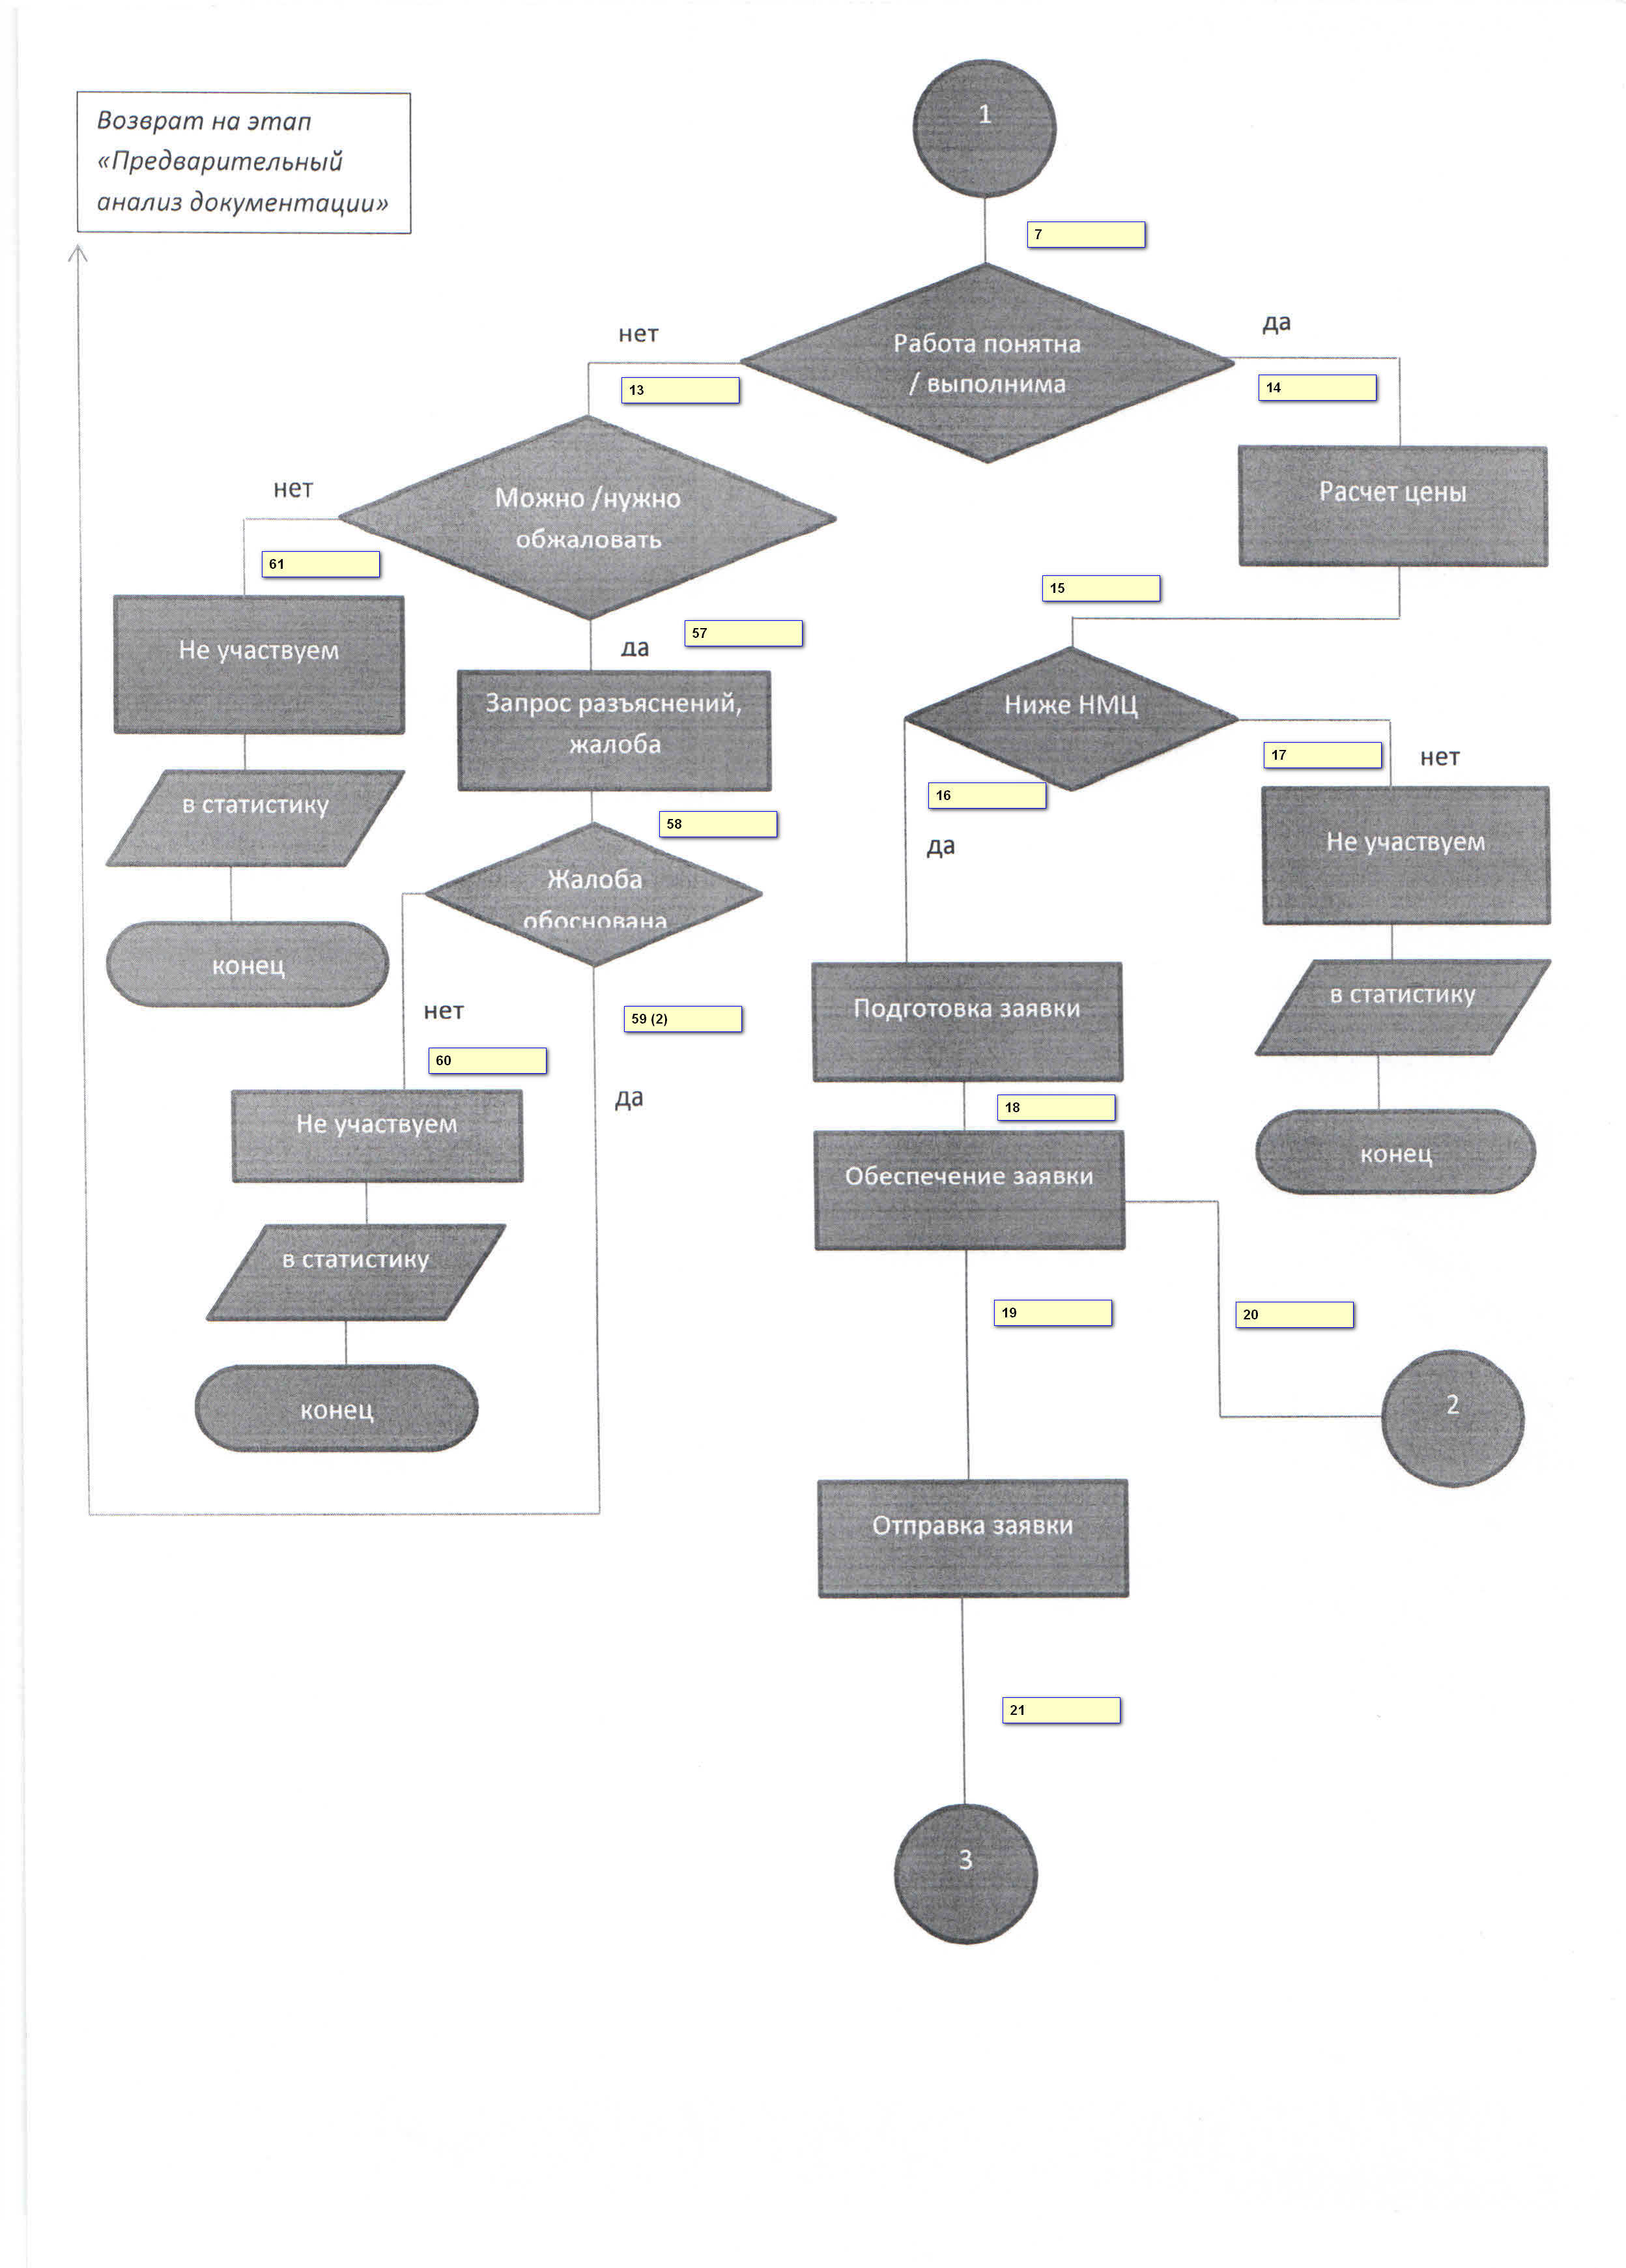 1
Возврат на этап
«Предварительный
анализ документации»
7
нет
да
Работа понятна
/ выполнима
13
14
нет
Можно /нужно
обжаловать
Расчет цены
61
15
57
да
Не участвуем
Запрос разъяснений,
жалоба
Ниже НМЦ
17
нет
16
в статистику
58
да
Не участвуем
Жалоба
обоснована
конец
нет
59 (2)
Подготовка заявки
в статистику
60
да
18
Не участвуем
Обеспечение заявки
конец
в статистику
19
20
конец
2
Отправка заявки
21
3